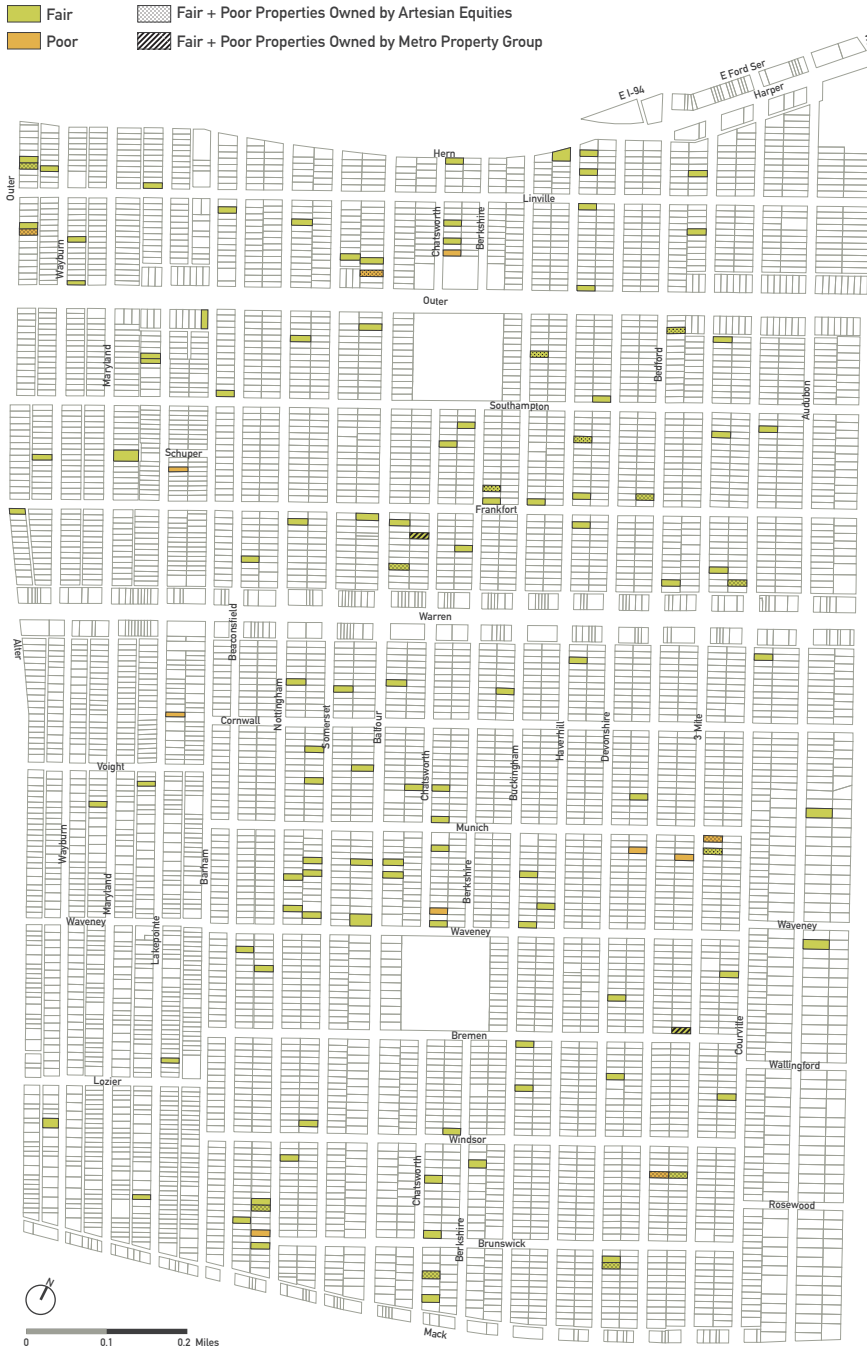 Fair
Fair + Poor Properties Owned by Artesian Equities
Poor
Fair + Poor Properties Owned by Metro Property Group
E Ford Ser
E I-94
Harper
Hern
Outer
Linville
Chatsworth
Berkshire
Wayburn
Outer
Maryland
Bedford
Audubon
Southampton
Schuper
Frankfort
Warren
Beaconsfield
Alter
Nottingham
Cornwall
Somerset
Balfour
3 Mile
Haverhill
Devonshire
Voight
Chatsworth
Buckingham
Munich
Wayburn
Barham
Berkshire
Maryland
Waveney
Waveney
Waveney
Lakepointe
Bremen
Courville
Wallingford
Lozier
Windsor
Chatsworth
Rosewood
Berkshire
Brunswick
N
Mack
0 0.1 0.2 Miles